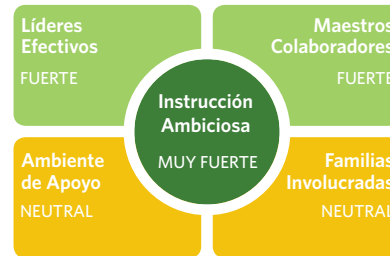 Líderes
Efectivos
FUERTE
Maestros
Colaboradores
FUERTE
Instrucción
Ambiciosa
MUY FUERTE
Ambiente
de Apoyo
NEUTRAL
Familias
Involucradas
NEUTRAL